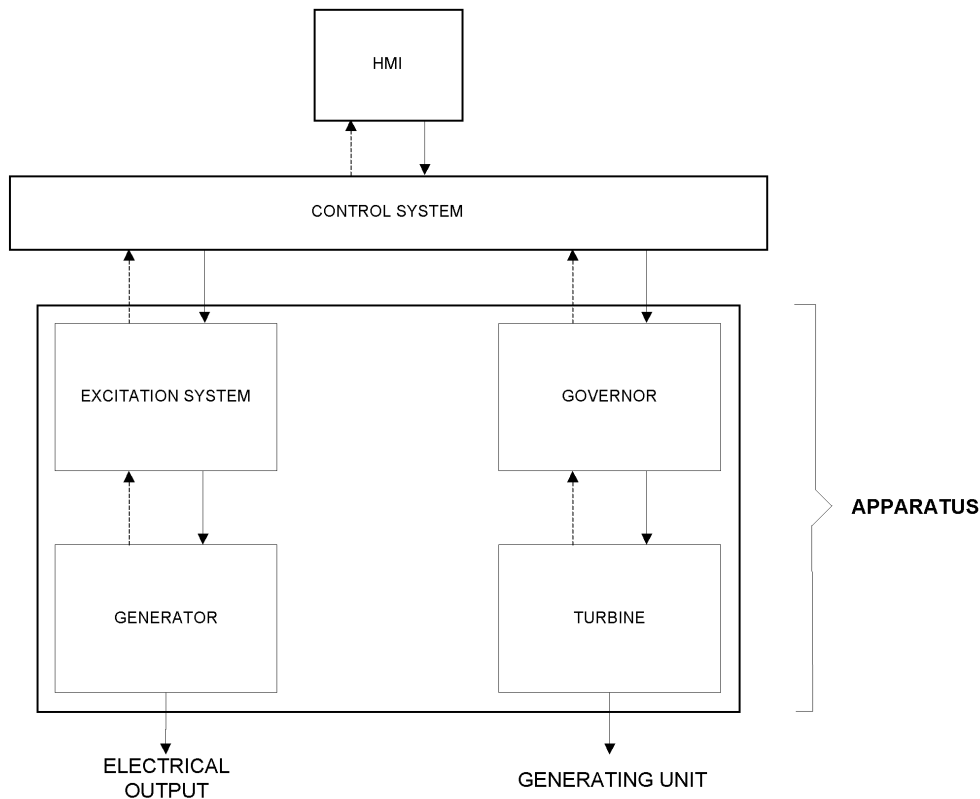 HMI
CONTROL SYSTEM
EXCITATION SYSTEM
GOVERNOR
APPARATUS
GENERATOR
TURBINE
ELECTRICAL
OUTPUT
GENERATING UNIT